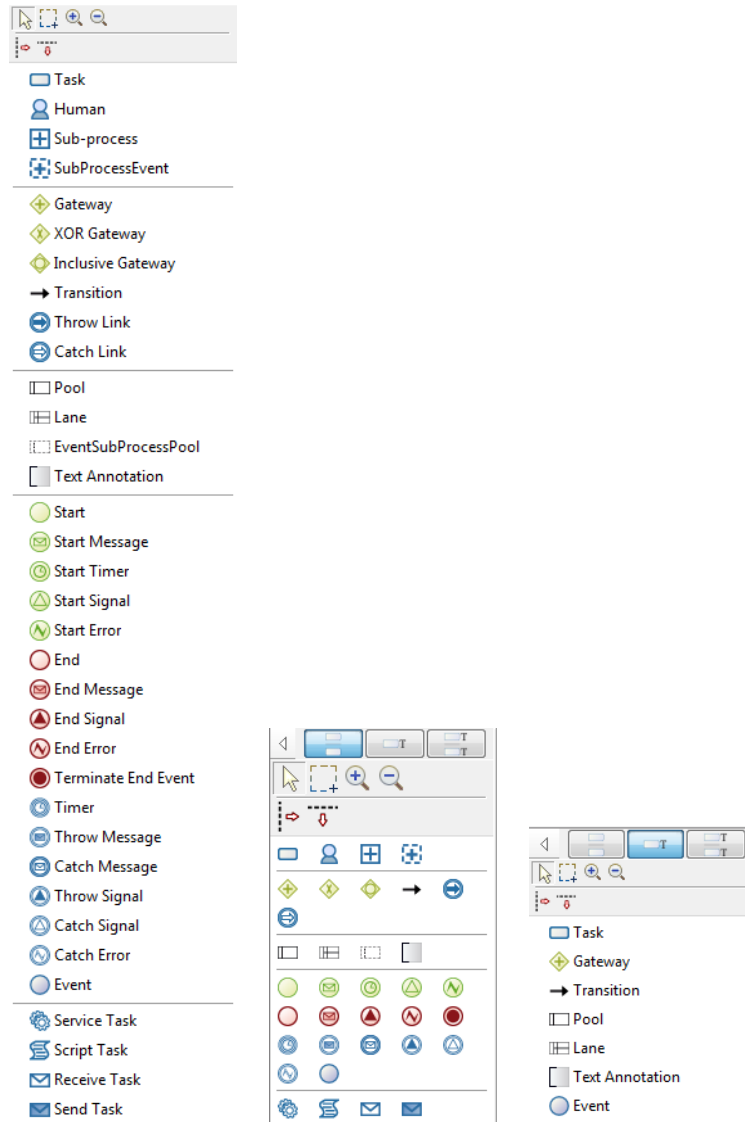 Task
Human
Sub-process
SubProcessEvent
Gateway
XOR Gateway
Inclusive Gateway
Transition
Throw Link
Catch Link
Pool
Lane
EventSubProcessPool
Text Annotation
Start
Start Message
Start Timer
Start Signal
Start Error
End
End Message
End Signal
End Error
Terminate End Event
Timer
Throw Message
Catch Message
Throw Signal
Catch Signal
Catch Error
Event
Service Task
Script Task
Receive Task
Send Task
T
T
T
T
T
T
Task
Gateway
Transition
Pool
Lane
Text Annotation
Event